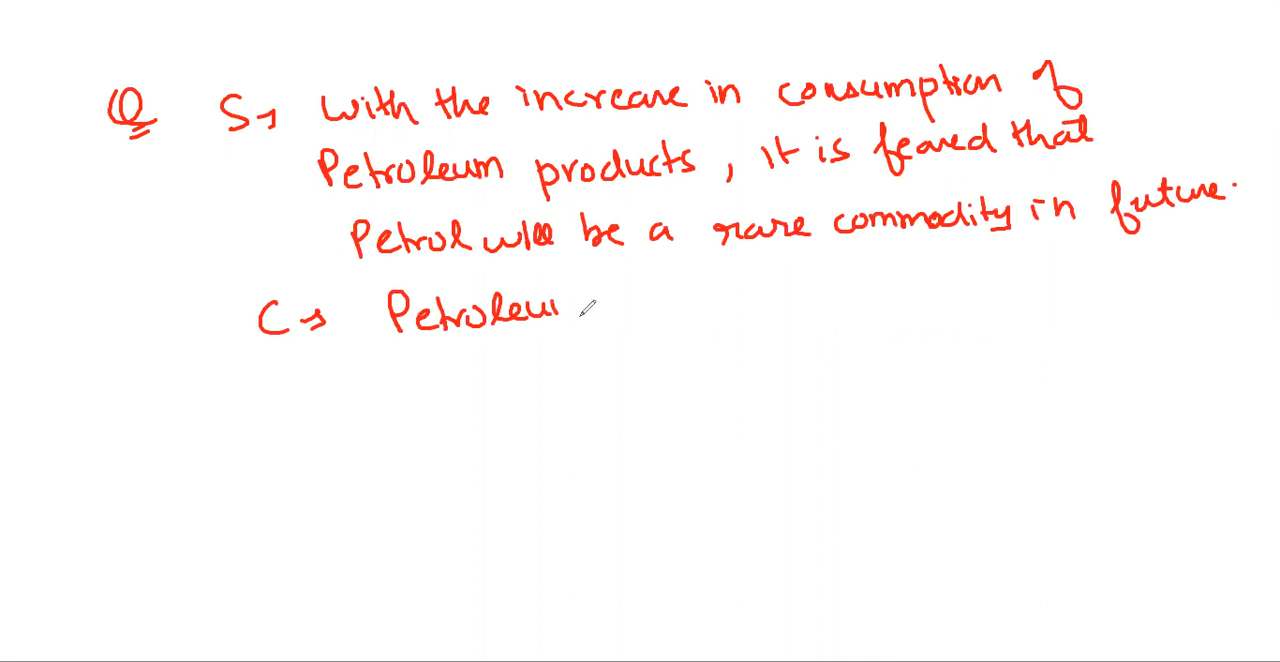 Q S→ With the increase in consumption of
Petroleum products, it is feared that
Petrol will be a rare commodity in future.
C→ Petroleu